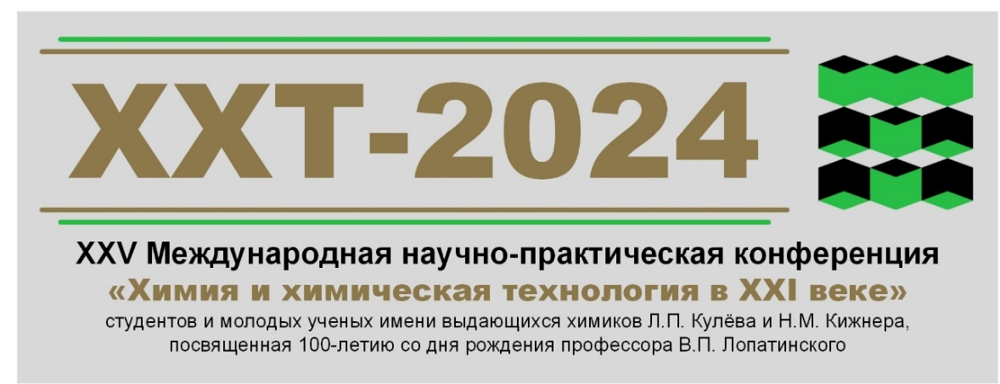 ХХТ-2024
XXV Международная научно-практическая конференция
«Химия и химическая технология в XXI веке»
студентов и молодых ученых имени выдающихся химиков Л.П. Кулёва и Н.М. Кижнера,
посвященная 100-летию со дня рождения профессора В.П. Лопатинского